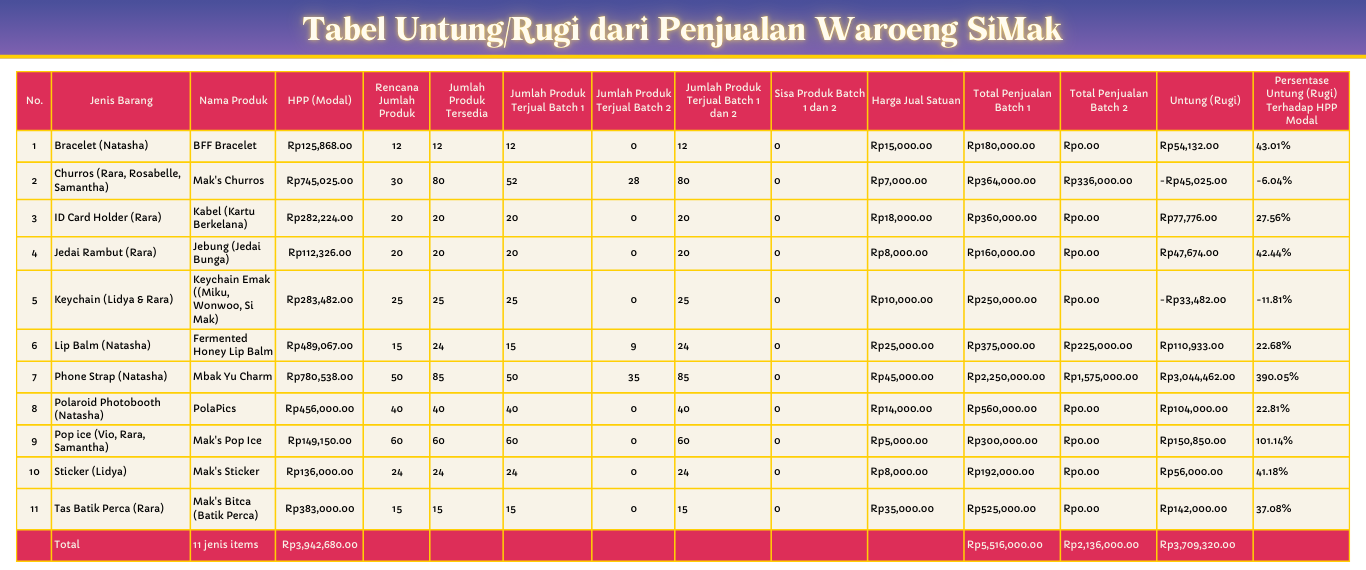 Tabel Untung/Rugi dari Penjualan Waroeng SiMak
No. Jenis Barang Nama Produk HPP (Modal) Rencana Jumlah Produk Jumlah Produk Tersedia Jumlah Produk Terjual Batch 1 Jumlah Produk Terjual Batch 2 Jumlah Produk Terjual Batch 1 dan 2 Sisa Produk Batch 1 dan 2 Harga Jual Satuan Total Penjualan Batch 1 Total Penjualan Batch 2 Untung (Rugi) Persentase Untung (Rugi) Terhadap HPP Modal
1 Bracelet (Natasha) BFF Bracelet Rp125,868.00 12 12 12 0 12 0 Rp15,000.00 Rp180,000.00 Rp0.00 Rp54,132.00 43.01%
2 Churros (Rara, Rosabelle, Samantha) Mak's Churros Rp745,025.00 30 80 52 28 80 0 Rp7,000.00 Rp364,000.00 Rp336,000.00 -Rp45,025.00 -6.04%
3 ID Card Holder (Rara) Kabel (Kartu Berkelana) Rp282,224.00 20 20 20 0 20 0 Rp18,000.00 Rp360,000.00 Rp0.00 Rp77,776.00 27.56%
4 Jedai Rambut (Rara) Jebung (Jedai Bunga) Rp112,326.00 20 20 20 0 20 0 Rp8,000.00 Rp160,000.00 Rp0.00 Rp47,674.00 42.44%
5 Keychain (Lidya & Rara) Keychain Emak ((Miku, Wonwoo, Si Mak) Rp283,482.00 25 25 25 0 25 0 Rp10,000.00 Rp250,000.00 Rp0.00 -Rp33,482.00 -11.81%
6 Lip Balm (Natasha) Fermented Honey Lip Balm Rp489,067.00 15 24 15 9 24 0 Rp25,000.00 Rp375,000.00 Rp225,000.00 Rp110,933.00 22.68%
7 Phone Strap (Natasha) Mbak Yu Charm Rp780,538.00 50 85 50 35 85 0 Rp45,000.00 Rp2,250,000.00 Rp1,575,000.00 Rp3,044,462.00 390.05%
8 Polaroid Photobooth (Natasha) PolaPics Rp456,000.00 40 40 40 0 40 0 Rp14,000.00 Rp560,000.00 Rp0.00 Rp104,000.00 22.81%
9 Pop ice (Vio, Rara, Samantha) Mak's Pop Ice Rp149,150.00 60 60 60 0 60 0 Rp5,000.00 Rp300,000.00 Rp0.00 Rp150,850.00 101.14%
10 Sticker (Lidya) Mak's Sticker Rp136,000.00 24 24 24 0 24 0 Rp8,000.00 Rp192,000.00 Rp0.00 Rp56,000.00 41.18%
11 Tas Batik Perca (Rara) Mak's Bitca (Batik Perca) Rp383,000.00 15 15 15 0 15 0 Rp35,000.00 Rp525,000.00 Rp0.00 Rp142,000.00 37.08%
Total 11 jenis items Rp3,942,680.00 Rp5,516,000.00 Rp2,136,000.00 Rp3,709,320.00